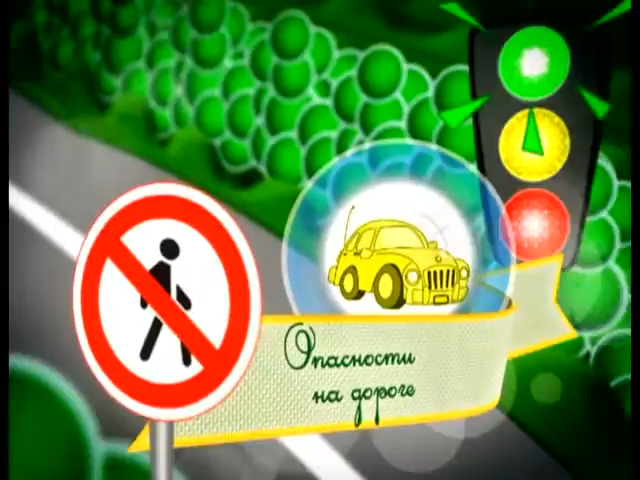 Опасности
на дороге